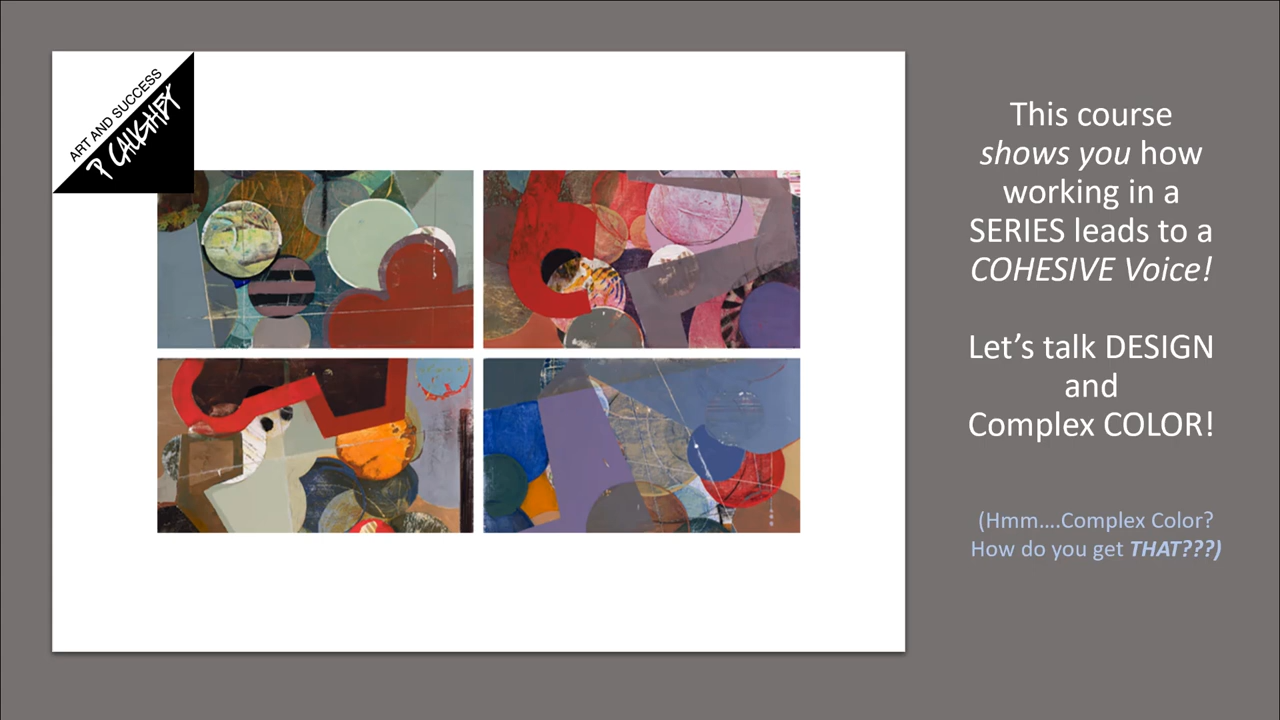 ART AND SUCCESS
P CAUGHEY
This course
shows you how
working in a
SERIES leads to a
COHESIVE Voice!
Let’s talk DESIGN
and
Complex COLOR!
(Hmm....Complex Color?
How do you get THAT???)